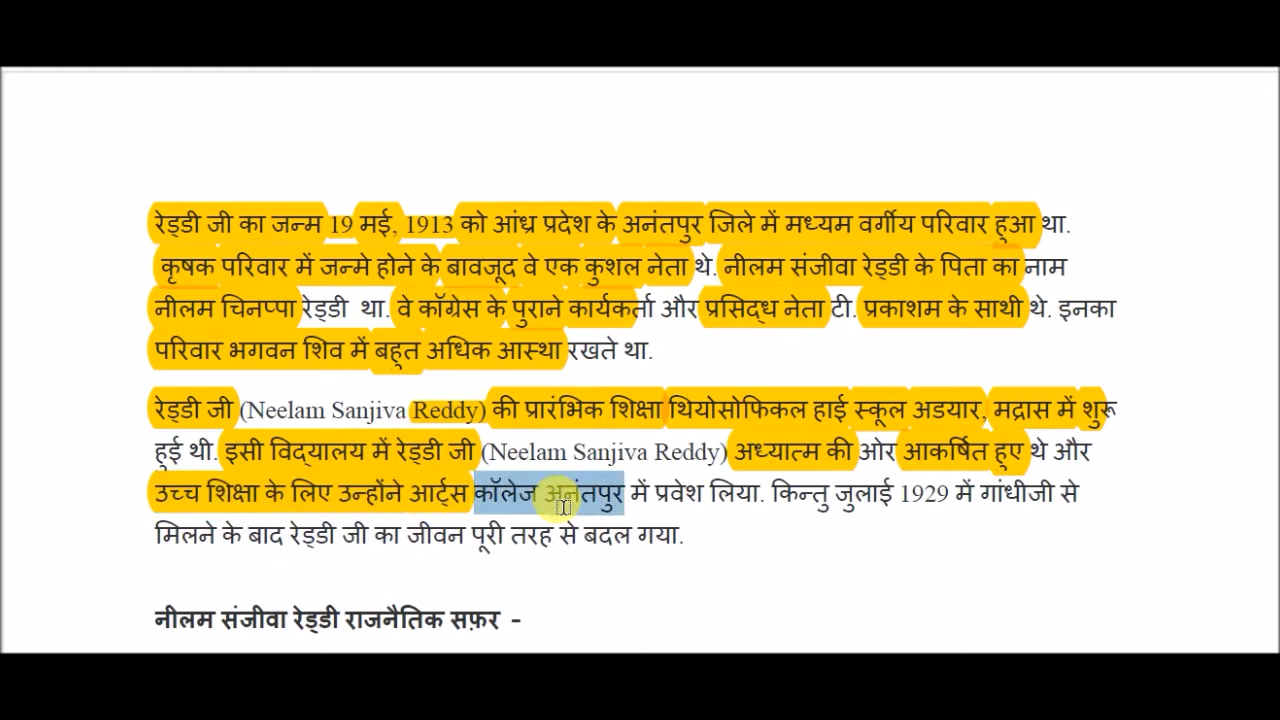 रेड्डी जी का जन्म 19 मई, 1913 को आंध्र प्रदेश के अनंतपुर जिले में मध्यम वर्गीय परिवार हुआ था.
कृषक परिवार में जन्मे होने के बावजूद वे एक कुशल नेता थे. नीलम संजीवा रेड्डी के पिता का नाम
नीलम चिनप्पा रेड्डी था. वे कॉग्रेस के पुराने कार्यकर्ता और प्रसिद्ध नेता टी. प्रकाशम के साथी थे. इनका
परिवार भगवन शिव में बहुत अधिक आस्था रखते था.
रेड्डी जी (Neelam Sanjiva Reddy) की प्रारंभिक शिक्षा थियोसोफिकल हाई स्कूल अडयार, मद्रास में शुरू
हुई थी. इसी विद्यालय में रेड्डी जी (Neelam Sanjiva Reddy) अध्यात्म की ओर आकर्षित हुए थे और
उच्च शिक्षा के लिए उन्होंने आर्ट्स कॉलेज अनंतपुर में प्रवेश लिया. किन्तु जुलाई 1929 में गांधीजी से
मिलने के बाद रेड्डी जी का जीवन पूरी तरह से बदल गया.
नीलम संजीवा रेड्डी राजनैतिक सफ़र -